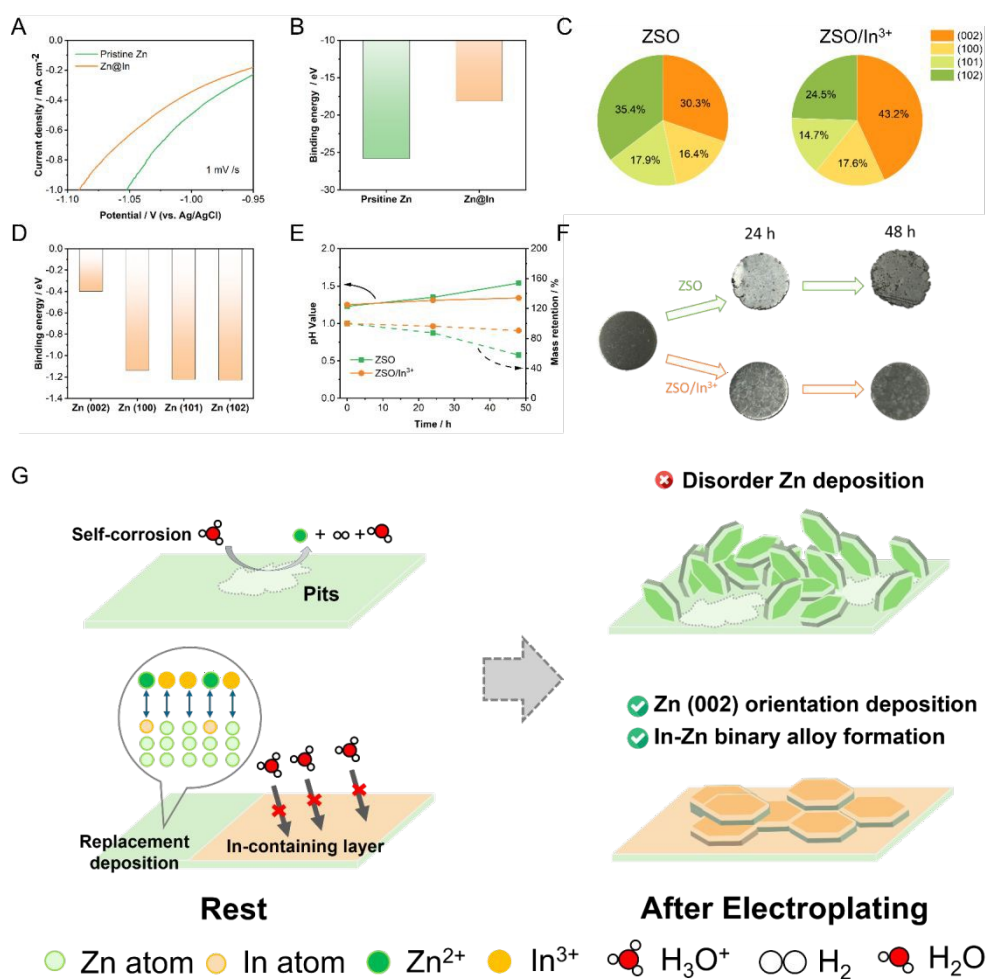 A
Pristine Zn
Zn@In
Current density / mA cm⁻²
0.0
-0.2
-0.4
-0.6
-0.8
-1.0
1 mV /s
-1.10
-1.05
-1.00
-0.95
Potential / V (vs. Ag/AgCl)
B
Binding energy / eV
-10
-15
-20
-25
-30
Prsitine Zn
Zn@In
C
ZSO
ZSO/In³⁺
(002)
(100)
(101)
(102)
35.4%
30.3%
17.9%
16.4%
24.5%
43.2%
14.7%
17.6%
D
Binding energy / eV
0.0
-0.2
-0.4
-0.6
-0.8
-1.0
-1.2
-1.4
Zn (002)
Zn (100)
Zn (101)
Zn (102)
E
pH Value
2.0
1.5
1.0
0.5
0.0
ZSO
ZSO/In³⁺
0
10
20
30
40
50
Time / h
200
160
120
80
40
0
Mass retention / %
F
24 h
48 h
ZSO
ZSO/In³⁺
G
Self-corrosion
+
+
Pits
Disorder Zn deposition
Zn (002) orientation deposition
In-Zn binary alloy formation
Replacement
deposition
In-containing layer
Rest
After Electroplating
Zn atom
In atom
Zn²⁺
In³⁺
H₃O⁺
H₂
H₂O